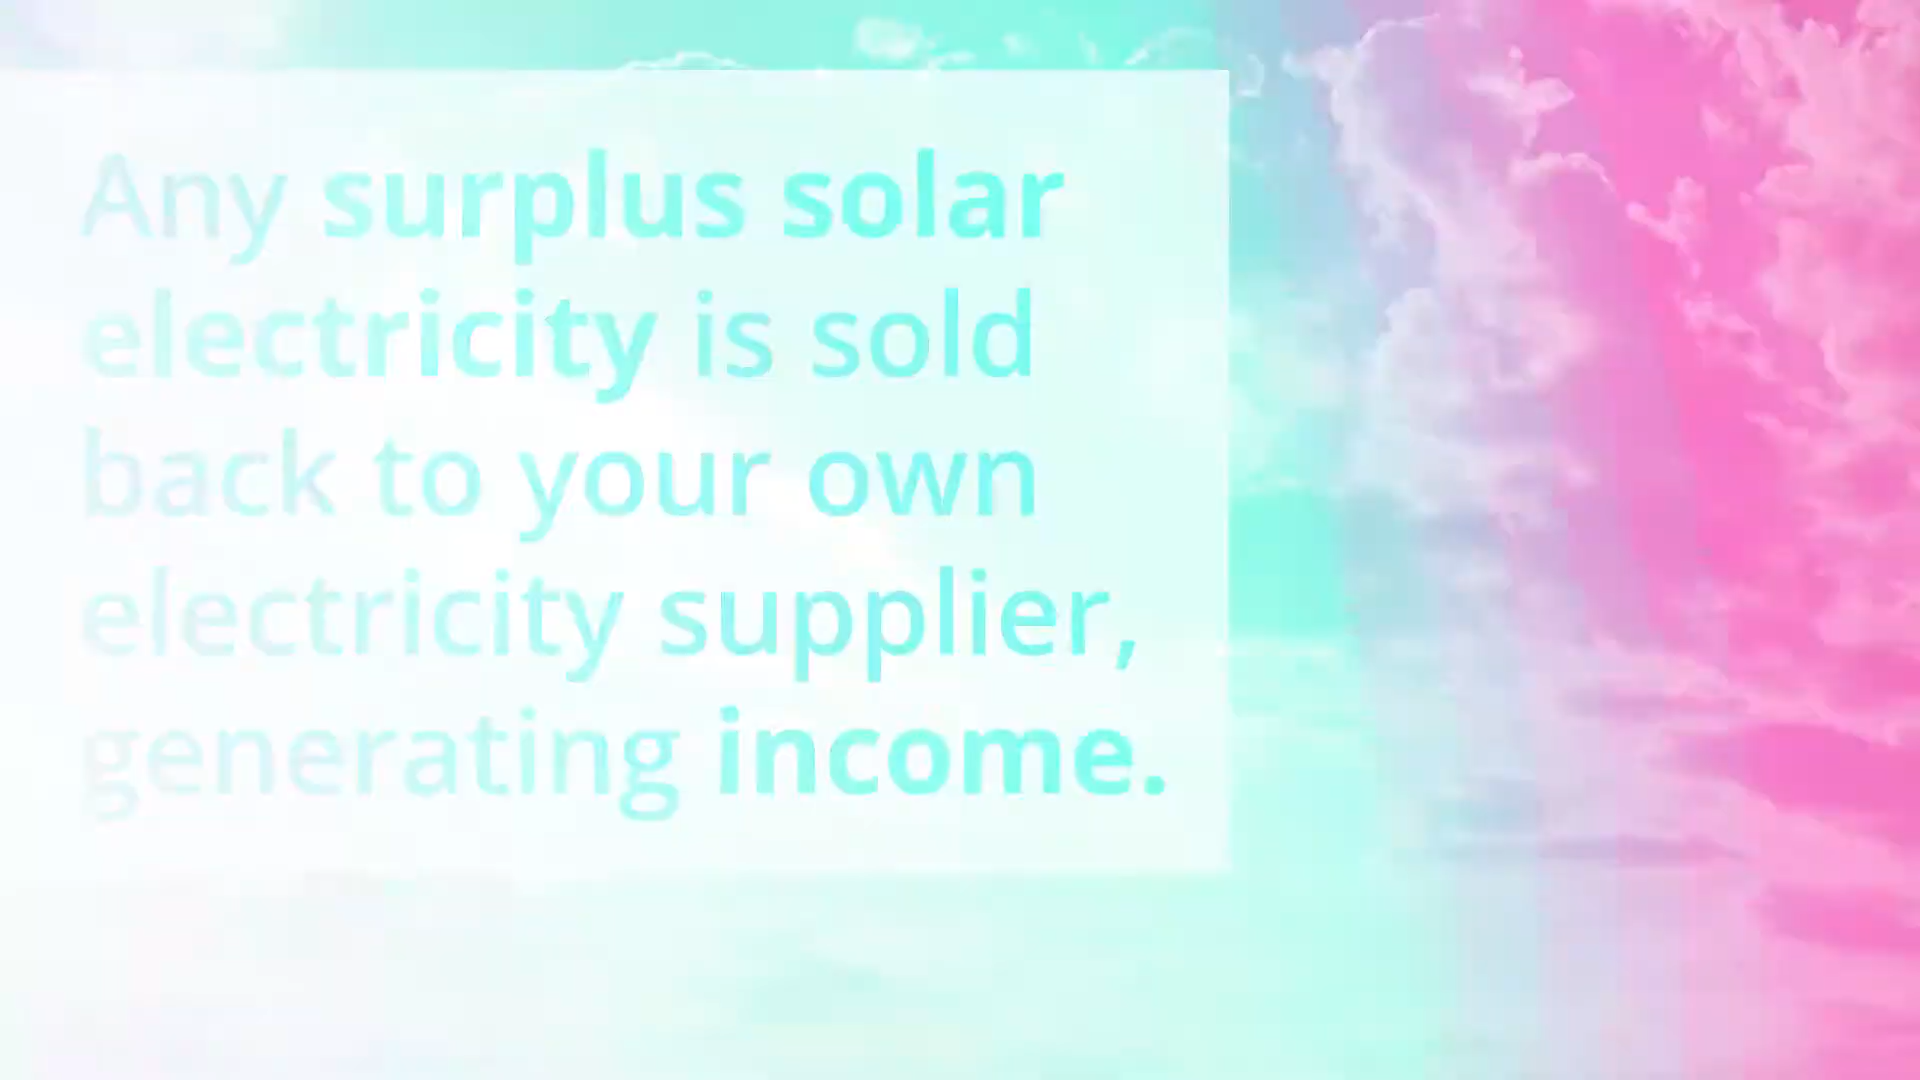 Any surplus solar
electricity is sold
back to your own
electricity supplier,
generating income.